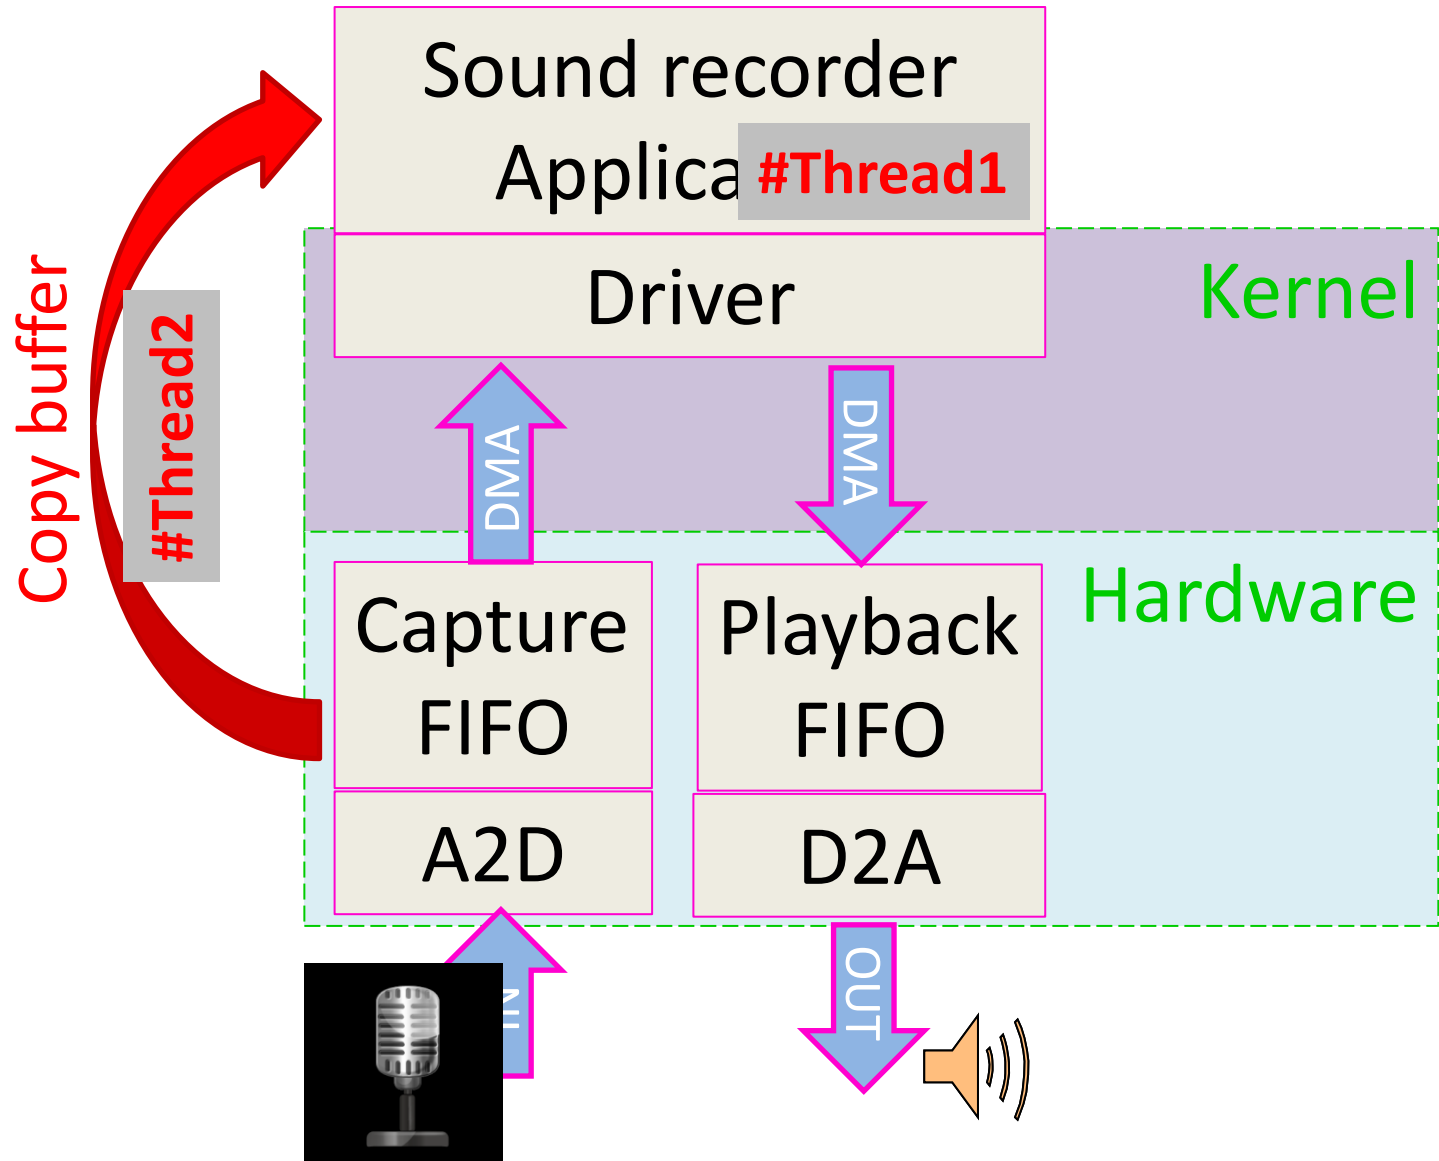 Sound recorder
Applica
#Thread1
Driver
Kernel
Copy buffer
#Thread2
DMA
DMA
Hardware
Capture
FIFO
Playback
FIFO
A2D
D2A
IN
OUT